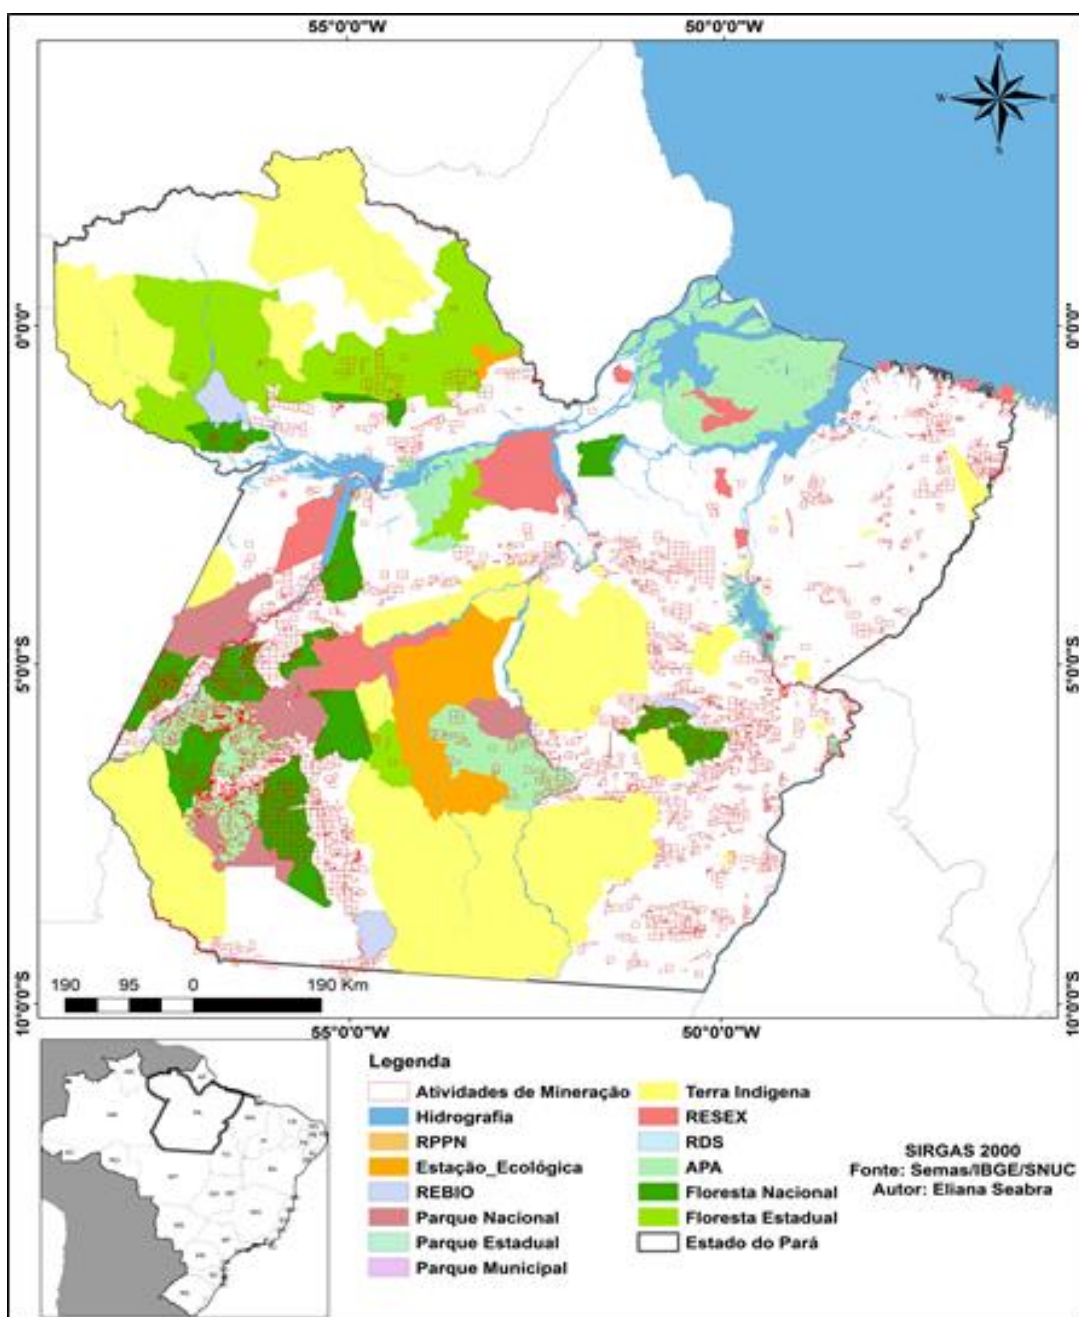 55°0'0"W
50°0'0"W
N
W
E
S
0°0'0"
0°0'0"
5°0'0"S
5°0'0"S
10°0'0"S
10°0'0"S
190
95
0
190 Km
55°0'0"W
50°0'0"W
Legenda
Atividades de Mineração
Hidrografia
RPPN
Estação_Ecológica
REBIO
Parque Nacional
Parque Estadual
Parque Municipal
Terra Indigena
RESEX
RDS
APA
Floresta Nacional
Floresta Estadual
Estado do Pará
SIRGAS 2000
Fonte: Semas/IBGE/SNUC
Autor: Eliana Seabra